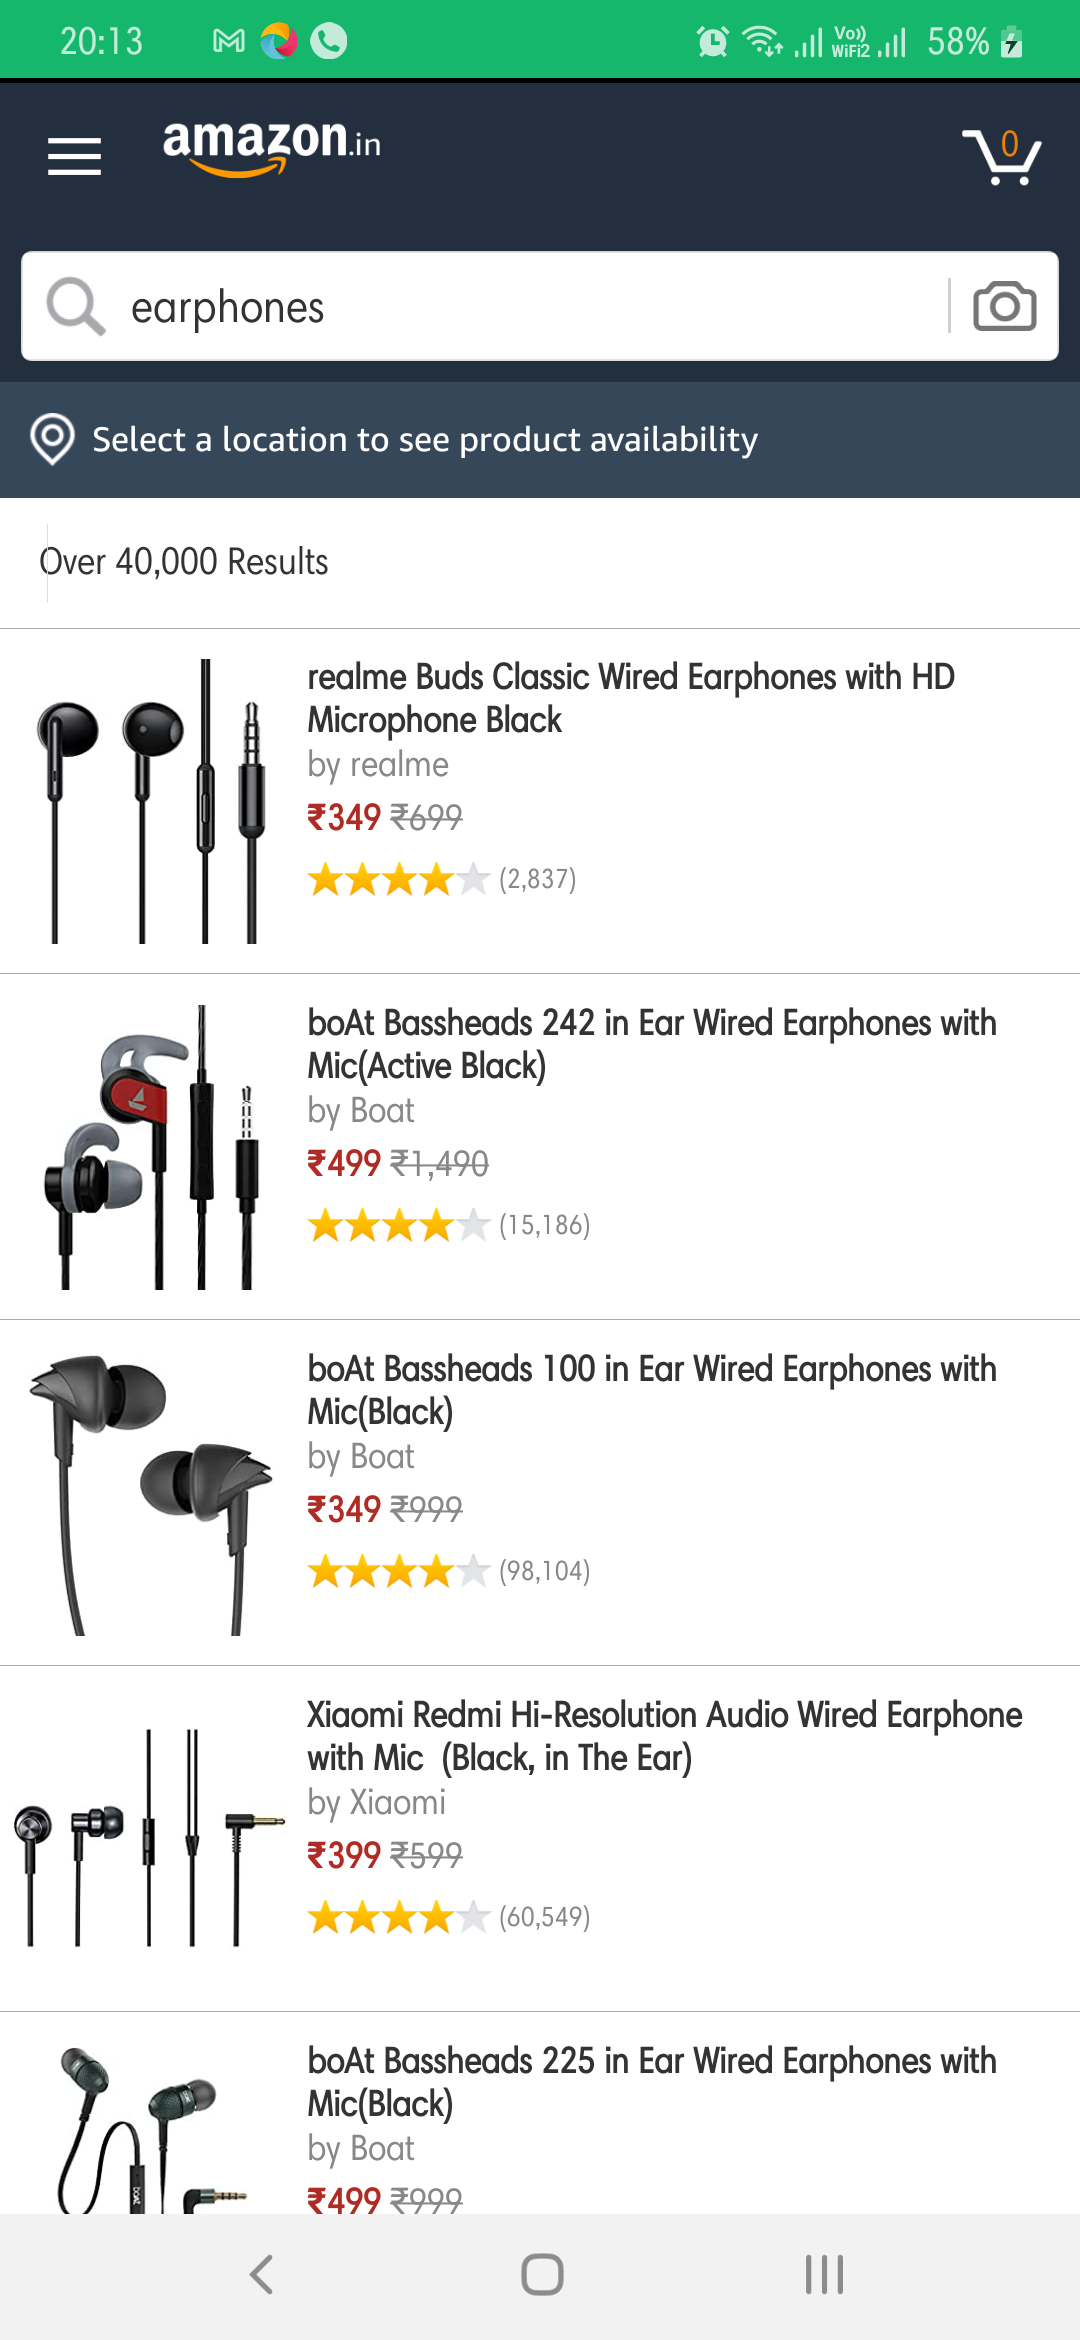 20:13
Vo)) WiFi2 58%
amazon.in
0
earphones
Select a location to see product availability
Over 40,000 Results
realme Buds Classic Wired Earphones with HD
Microphone Black
by realme
₹349 ₹699
(2,837)
boAt Bassheads 242 in Ear Wired Earphones with
Mic(Active Black)
by Boat
₹499 ₹1,490
(15,186)
boAt Bassheads 100 in Ear Wired Earphones with
Mic(Black)
by Boat
₹349 ₹999
(98,104)
Xiaomi Redmi Hi-Resolution Audio Wired Earphone
with Mic  (Black, in The Ear)
by Xiaomi
₹399 ₹599
(60,549)
boAt Bassheads 225 in Ear Wired Earphones with
Mic(Black)
by Boat
₹499 ₹999